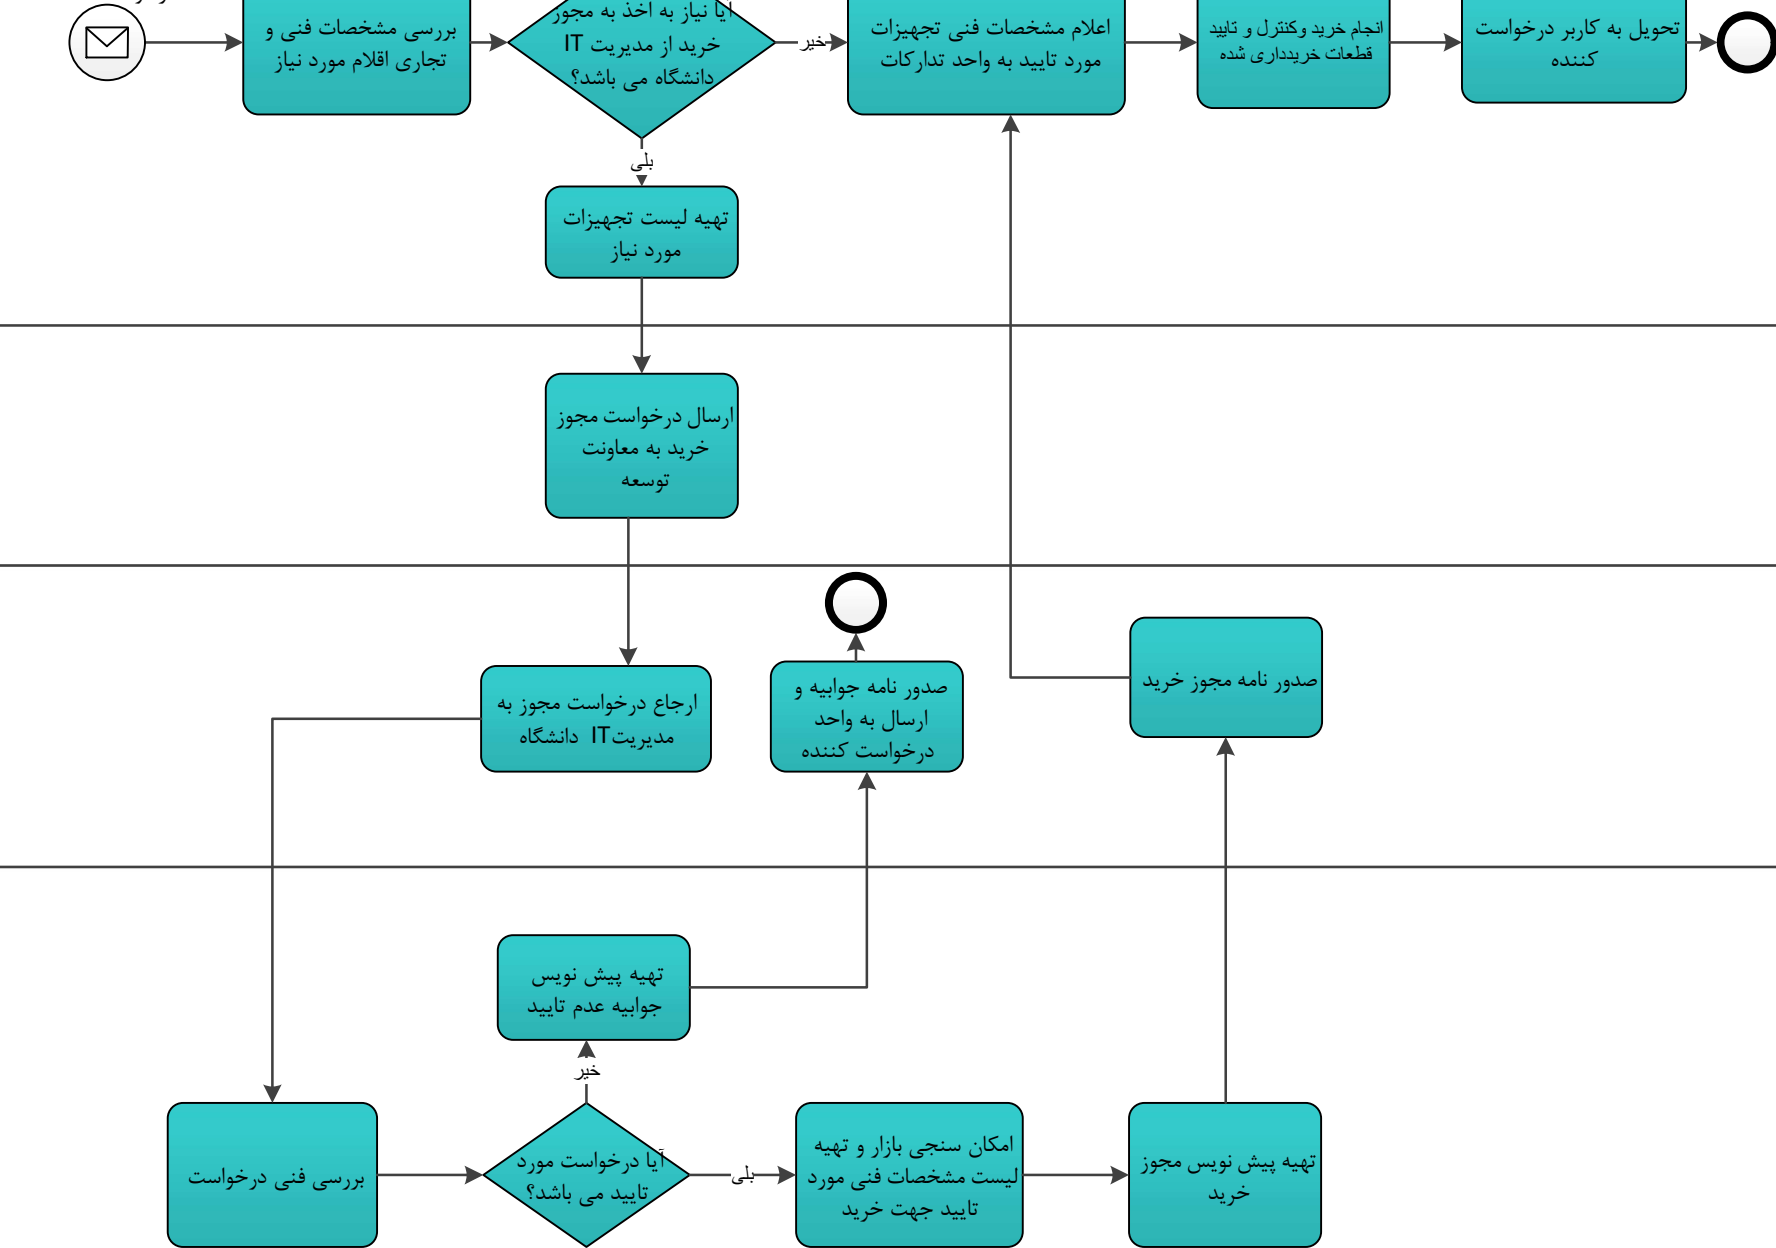 بررسی مشخصات فنی و
تجاری اقلام مورد نیاز
آیا نیاز به اخذ به مجوز
خرید از مدیریت IT
دانشگاه می باشد؟
خیر
اعلام مشخصات فنی تجهیزات
مورد تایید به واحد تدارکات
انجام خرید وکنترل و تایید
قطعات خریدداری شده
تحویل به کاربر درخواست
کننده
بلی
تهیه لیست تجهیزات
مورد نیاز
ارسال درخواست مجوز
خرید به معاونت
توسعه
ارجاع درخواست مجوز به
مدیریتIT دانشگاه
صدور نامه جوابیه و
ارسال به واحد
درخواست کننده
صدور نامه مجوز خرید
تهیه پیش نویس
جوابیه عدم تایید
خیر
بررسی فنی درخواست
آیا درخواست مورد
تایید می باشد؟
بلی
امکان سنجی بازار و تهیه
لیست مشخصات فنی مورد
تایید جهت خرید
تهیه پیش نویس مجوز
خرید